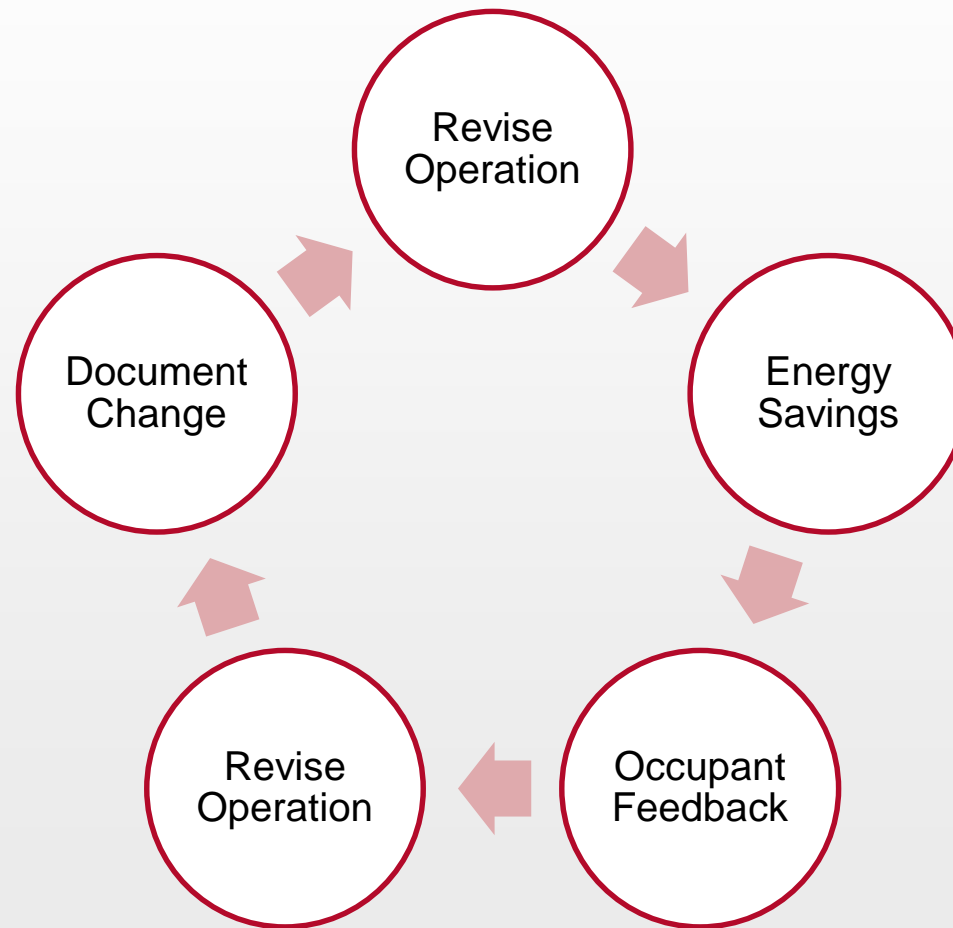 Revise
Operation
Energy
Savings
Occupant
Feedback
Revise
Operation
Document
Change